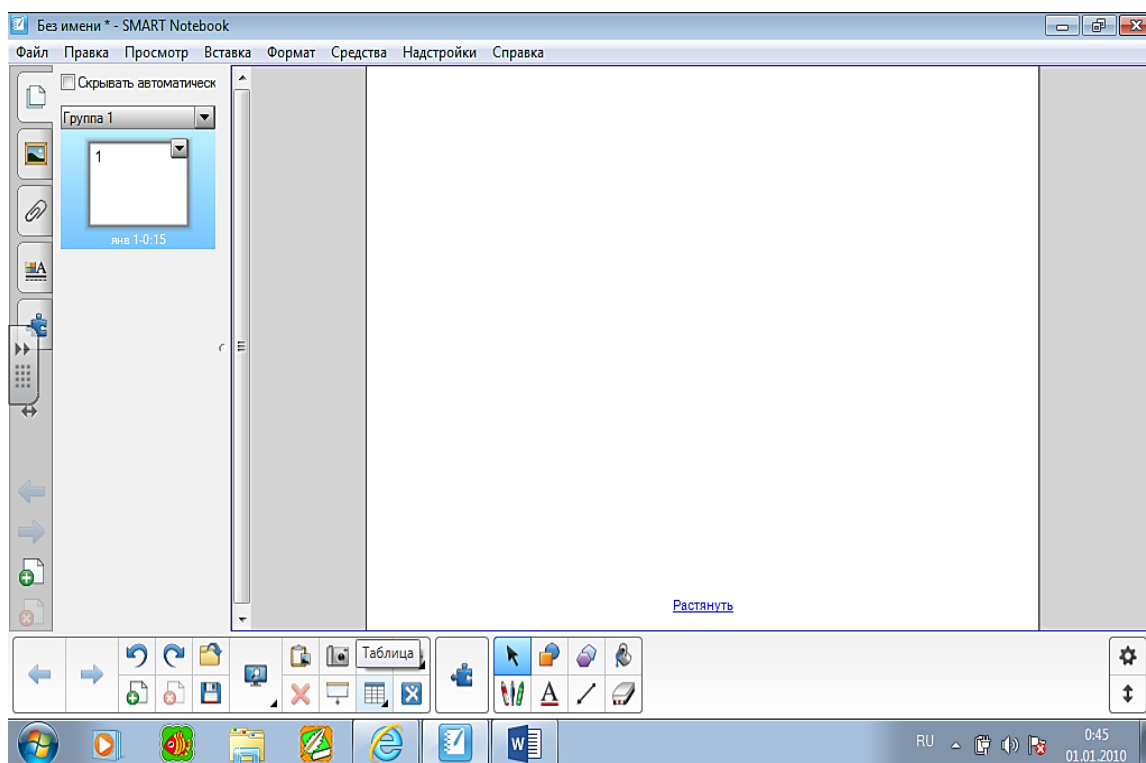 Без имени * - SMART Notebook
Файл Правка Просмотр Вставка Формат Средства Надстройки Справка
Скрывать автоматическ
Группа 1
1
янв 1-0:15
Растянуть
Таблица
A
RU
0:45
01.01.2010